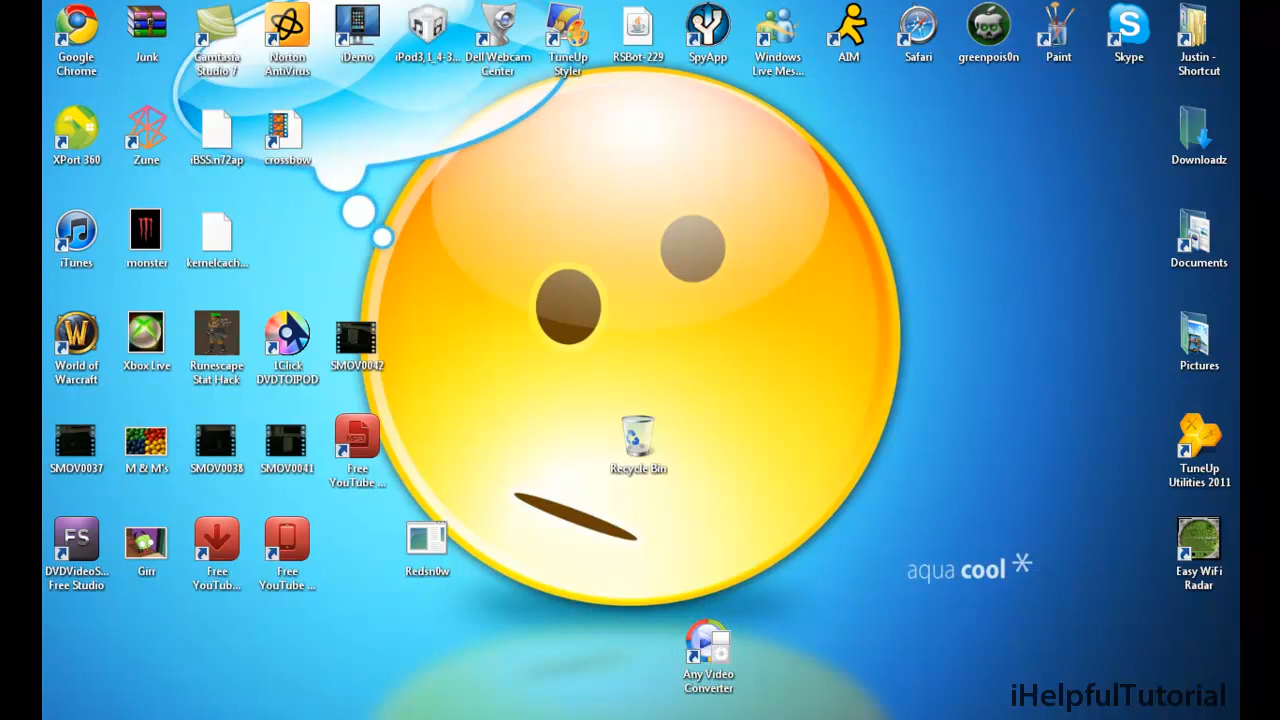 Google
Chrome
Junk
Camtasia
Studio 7
Norton
AntiVirus
iDemo
iPod3,1_4-3...
Dell Webcam
Center
TuneUp
Styler
RSBot-229
SpyApp
Windows
Live Mes...
AIM
Safari
greenpois0n
Paint
Skype
Justin -
Shortcut
XPort 360
Zune
iBSS.n72ap
crossbow
Downloadz
iTunes
monster
kernelcach...
Documents
World of
Warcraft
Xbox Live
Runescape
Stat Hack
1Click
DVDTOIPOD
SMOV0042
Pictures
SMOV0037
M & M's
SMOV0038
SMOV0041
Free
YouTube ...
Recycle Bin
TuneUp
Utilities 2011
FS
DVDVideoS...
Free Studio
Girr
Free
YouTub...
Free
YouTube ...
Redsn0w
aqua cool
Easy WiFi
Radar
Any Video
Converter
iHelpfulTutorial